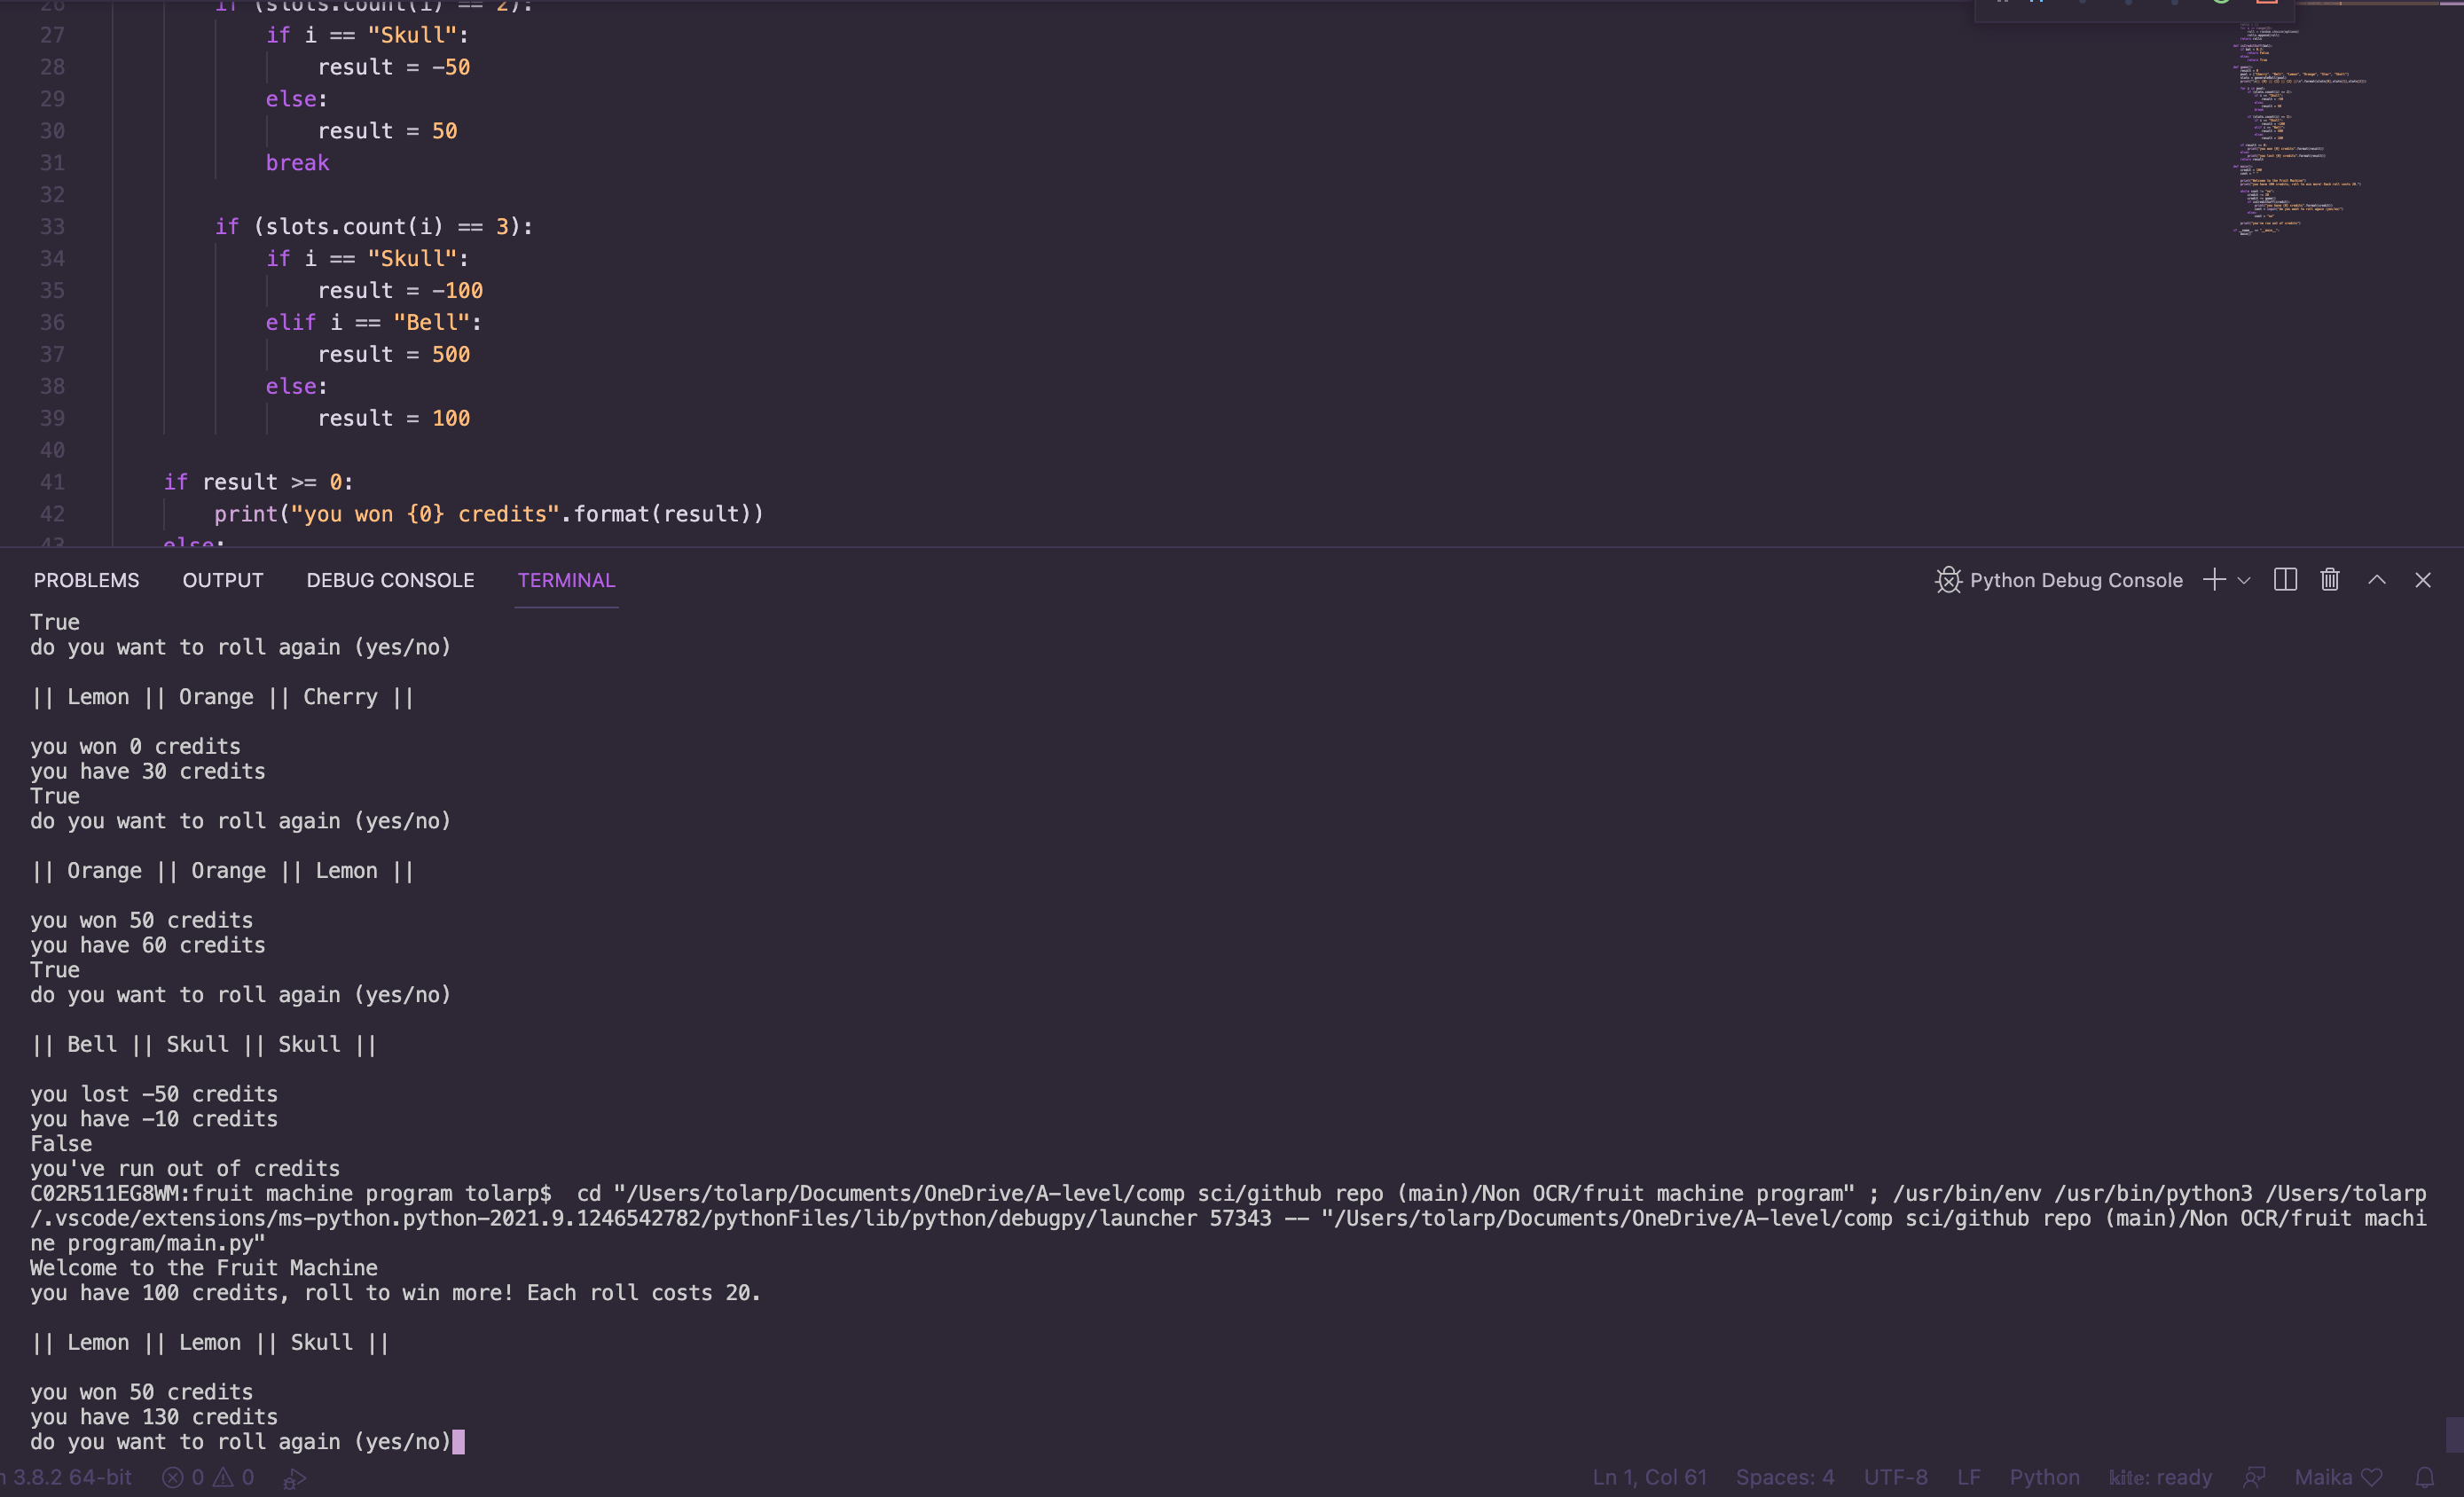 26 if (slots.count(i) == 2):
27 if i == "Skull":
28 result = -50
29 else:
30 result = 50
31 break
32
33 if (slots.count(i) == 3):
34 if i == "Skull":
35 result = -100
36 elif i == "Bell":
37 result = 500
38 else:
39 result = 100
40
41 if result >= 0:
42 print("you won {0} credits".format(result))
43 else:
PROBLEMS OUTPUT DEBUG CONSOLE TERMINAL Python Debug Console
True
do you want to roll again (yes/no)
|| Lemon || Orange || Cherry ||
you won 0 credits
you have 30 credits
True
do you want to roll again (yes/no)
|| Orange || Orange || Lemon ||
you won 50 credits
you have 60 credits
True
do you want to roll again (yes/no)
|| Bell || Skull || Skull ||
you lost -50 credits
you have -10 credits
False
you've run out of credits
C02R511EG8WM:fruit machine program tolarp$  cd "/Users/tolarp/Documents/OneDrive/A-level/comp sci/github repo (main)/Non OCR/fruit machine program" ; /usr/bin/env /usr/bin/python3 /Users/tolarp
/.vscode/extensions/ms-python.python-2021.9.1246542782/pythonFiles/lib/python/debugpy/launcher 57343 -- "/Users/tolarp/Documents/OneDrive/A-level/comp sci/github repo (main)/Non OCR/fruit machi
ne program/main.py"
Welcome to the Fruit Machine
you have 100 credits, roll to win more! Each roll costs 20.
|| Lemon || Lemon || Skull ||
you won 50 credits
you have 130 credits
do you want to roll again (yes/no)
3.8.2 64-bit 0 0 Ln 1, Col 61 Spaces: 4 UTF-8 LF Python kite: ready Maika